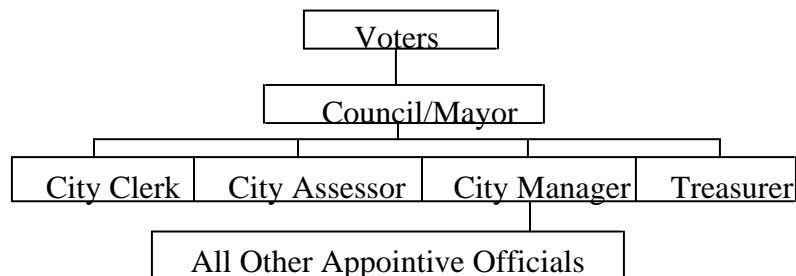 Voters
Council/Mayor
City Clerk City Assessor City Manager Treasurer
All Other Appointive Officials